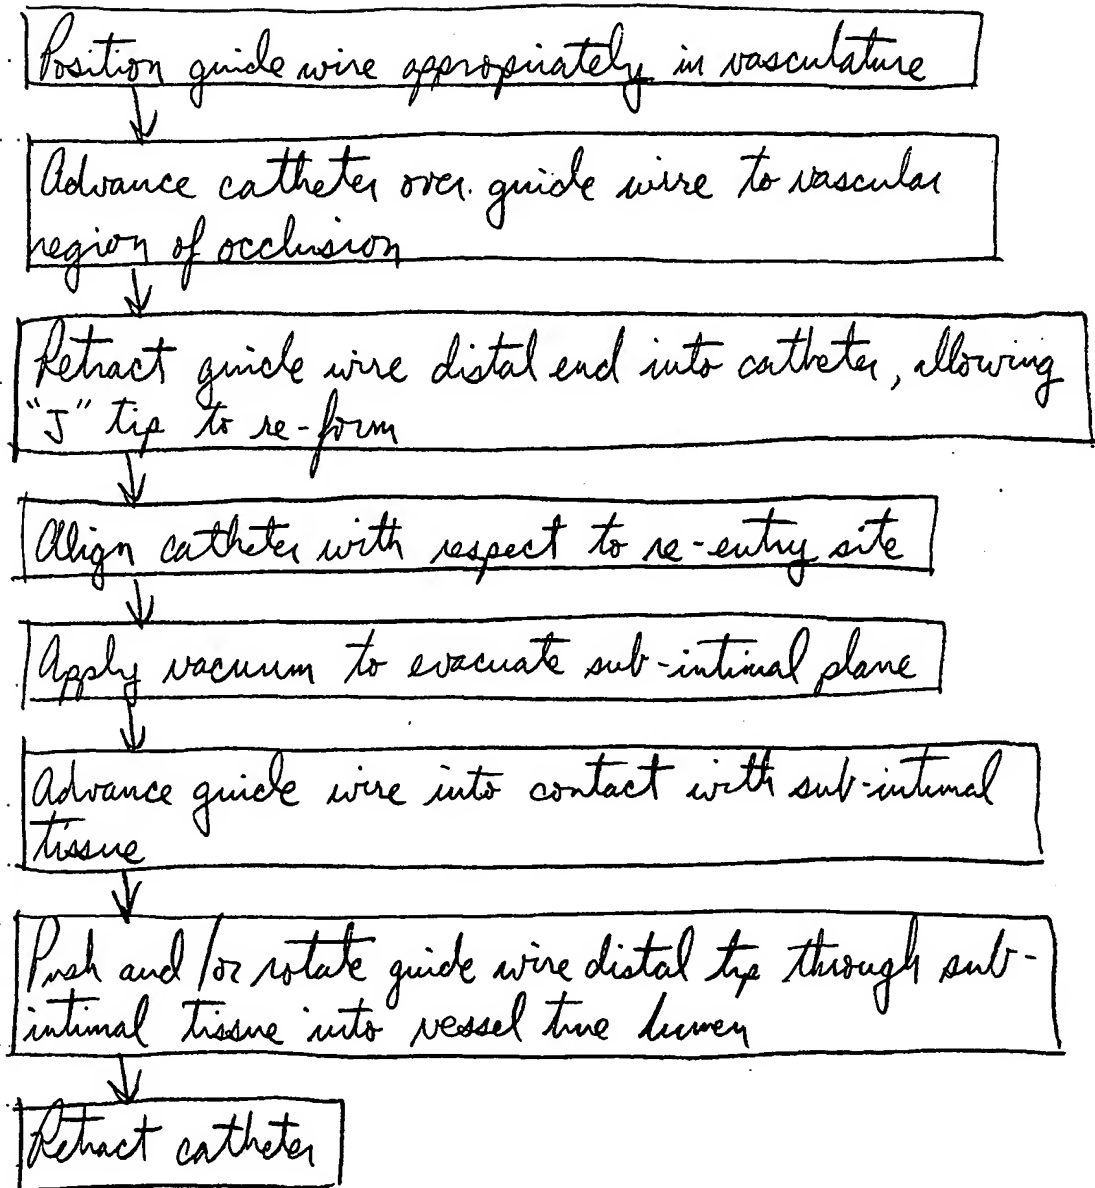 Position guide wire appropriately in vasculature
Advance catheter over guide wire to vascular
region of occlusion
Retract guide wire distal end into catheter, allowing
"J" tip to re-form
Align catheter with respect to re-entry site
Apply vacuum to evacuate sub-intimal plane
Advance guide wire into contact with sub-intimal
tissue
Push and/or rotate guide wire distal tip through sub-
intimal tissue into vessel true lumen
Retract catheter